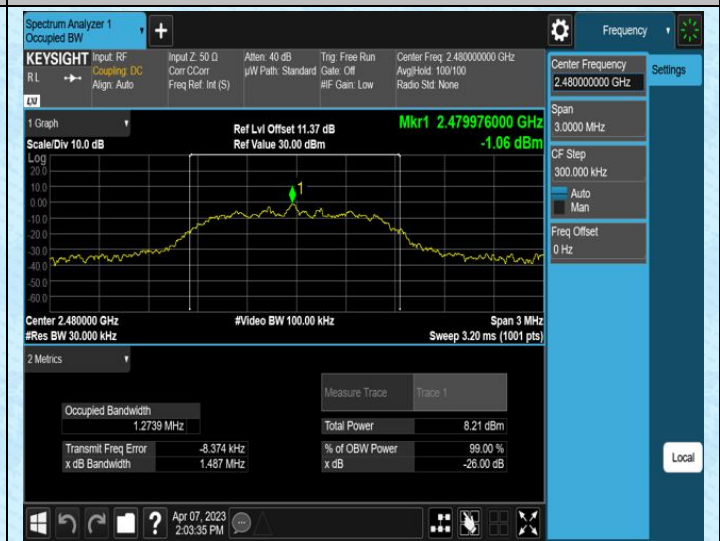 Spectrum Analyzer 1
Occupied BW
+
Frequency
KEYSIGHT
RL
Input: RF
Coupling: DC
Align: Auto
Input Z: 50 Ω
Corr CCorr
Freq Ref: Int (S)
Atten: 40 dB
µW Path: Standard
Trig: Free Run
Gate: Off
#IF Gain: Low
Center Freq: 2.480000000 GHz
Avg|Hold: 100/100
Radio Std: None
LXI
Center Frequency
2.480000000 GHz
Settings
Span
3.0000 MHz
CF Step
300.000 kHz
Auto
Man
Freq Offset
0 Hz
1 Graph
Scale/Div 10.0 dB
Ref Lvl Offset 11.37 dB
Ref Value 30.00 dBm
Mkr1 2.479976000 GHz
-1.06 dBm
Log
20.0
10.0
0.00
-10.0
-20.0
-30.0
-40.0
-50.0
-60.0
1
Center 2.480000 GHz
#Res BW 30.000 kHz
#Video BW 100.00 kHz
Span 3 MHz
Sweep 3.20 ms (1001 pts)
2 Metrics
Measure Trace
Trace 1
Occupied Bandwidth
1.2739 MHz
Total Power
8.21 dBm
Transmit Freq Error
-8.374 kHz
% of OBW Power
99.00 %
x dB Bandwidth
1.487 MHz
x dB
-26.00 dB
Local
?
Apr 07, 2023
2:03:35 PM